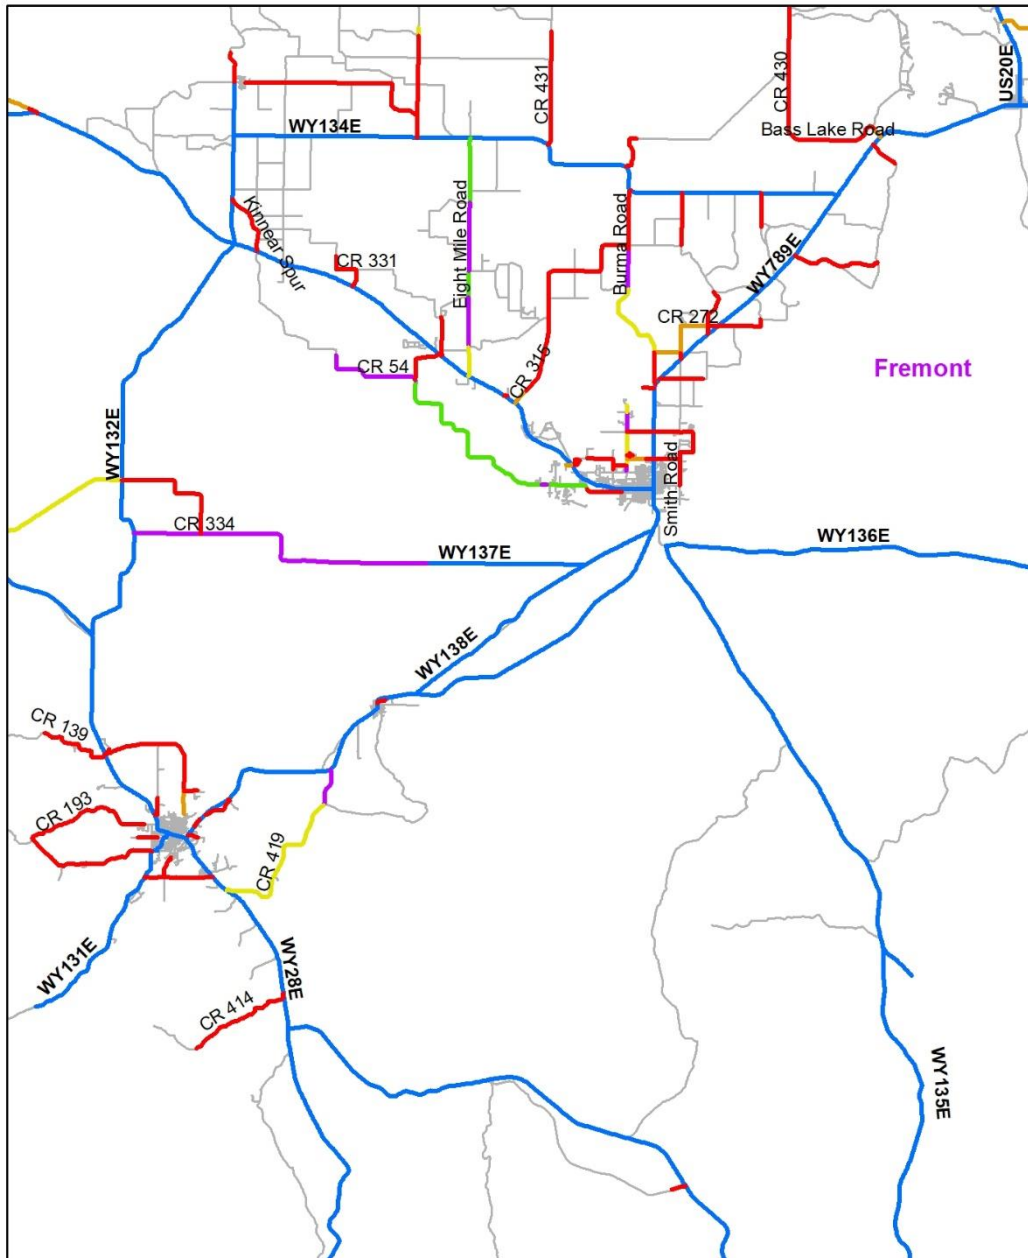 US20E
CR 431
CR 430
WY134E
Bass Lake Road
Kinnear Spur
Eight Mile Road
Burma Road
WY789E
CR 331
CR 272
CR 54
CR 315
Fremont
WY132E
Smith Road
CR 334
WY137E
WY136E
WY138E
CR 139
CR 193
CR 419
WY131E
WY28E
CR 414
WY135E